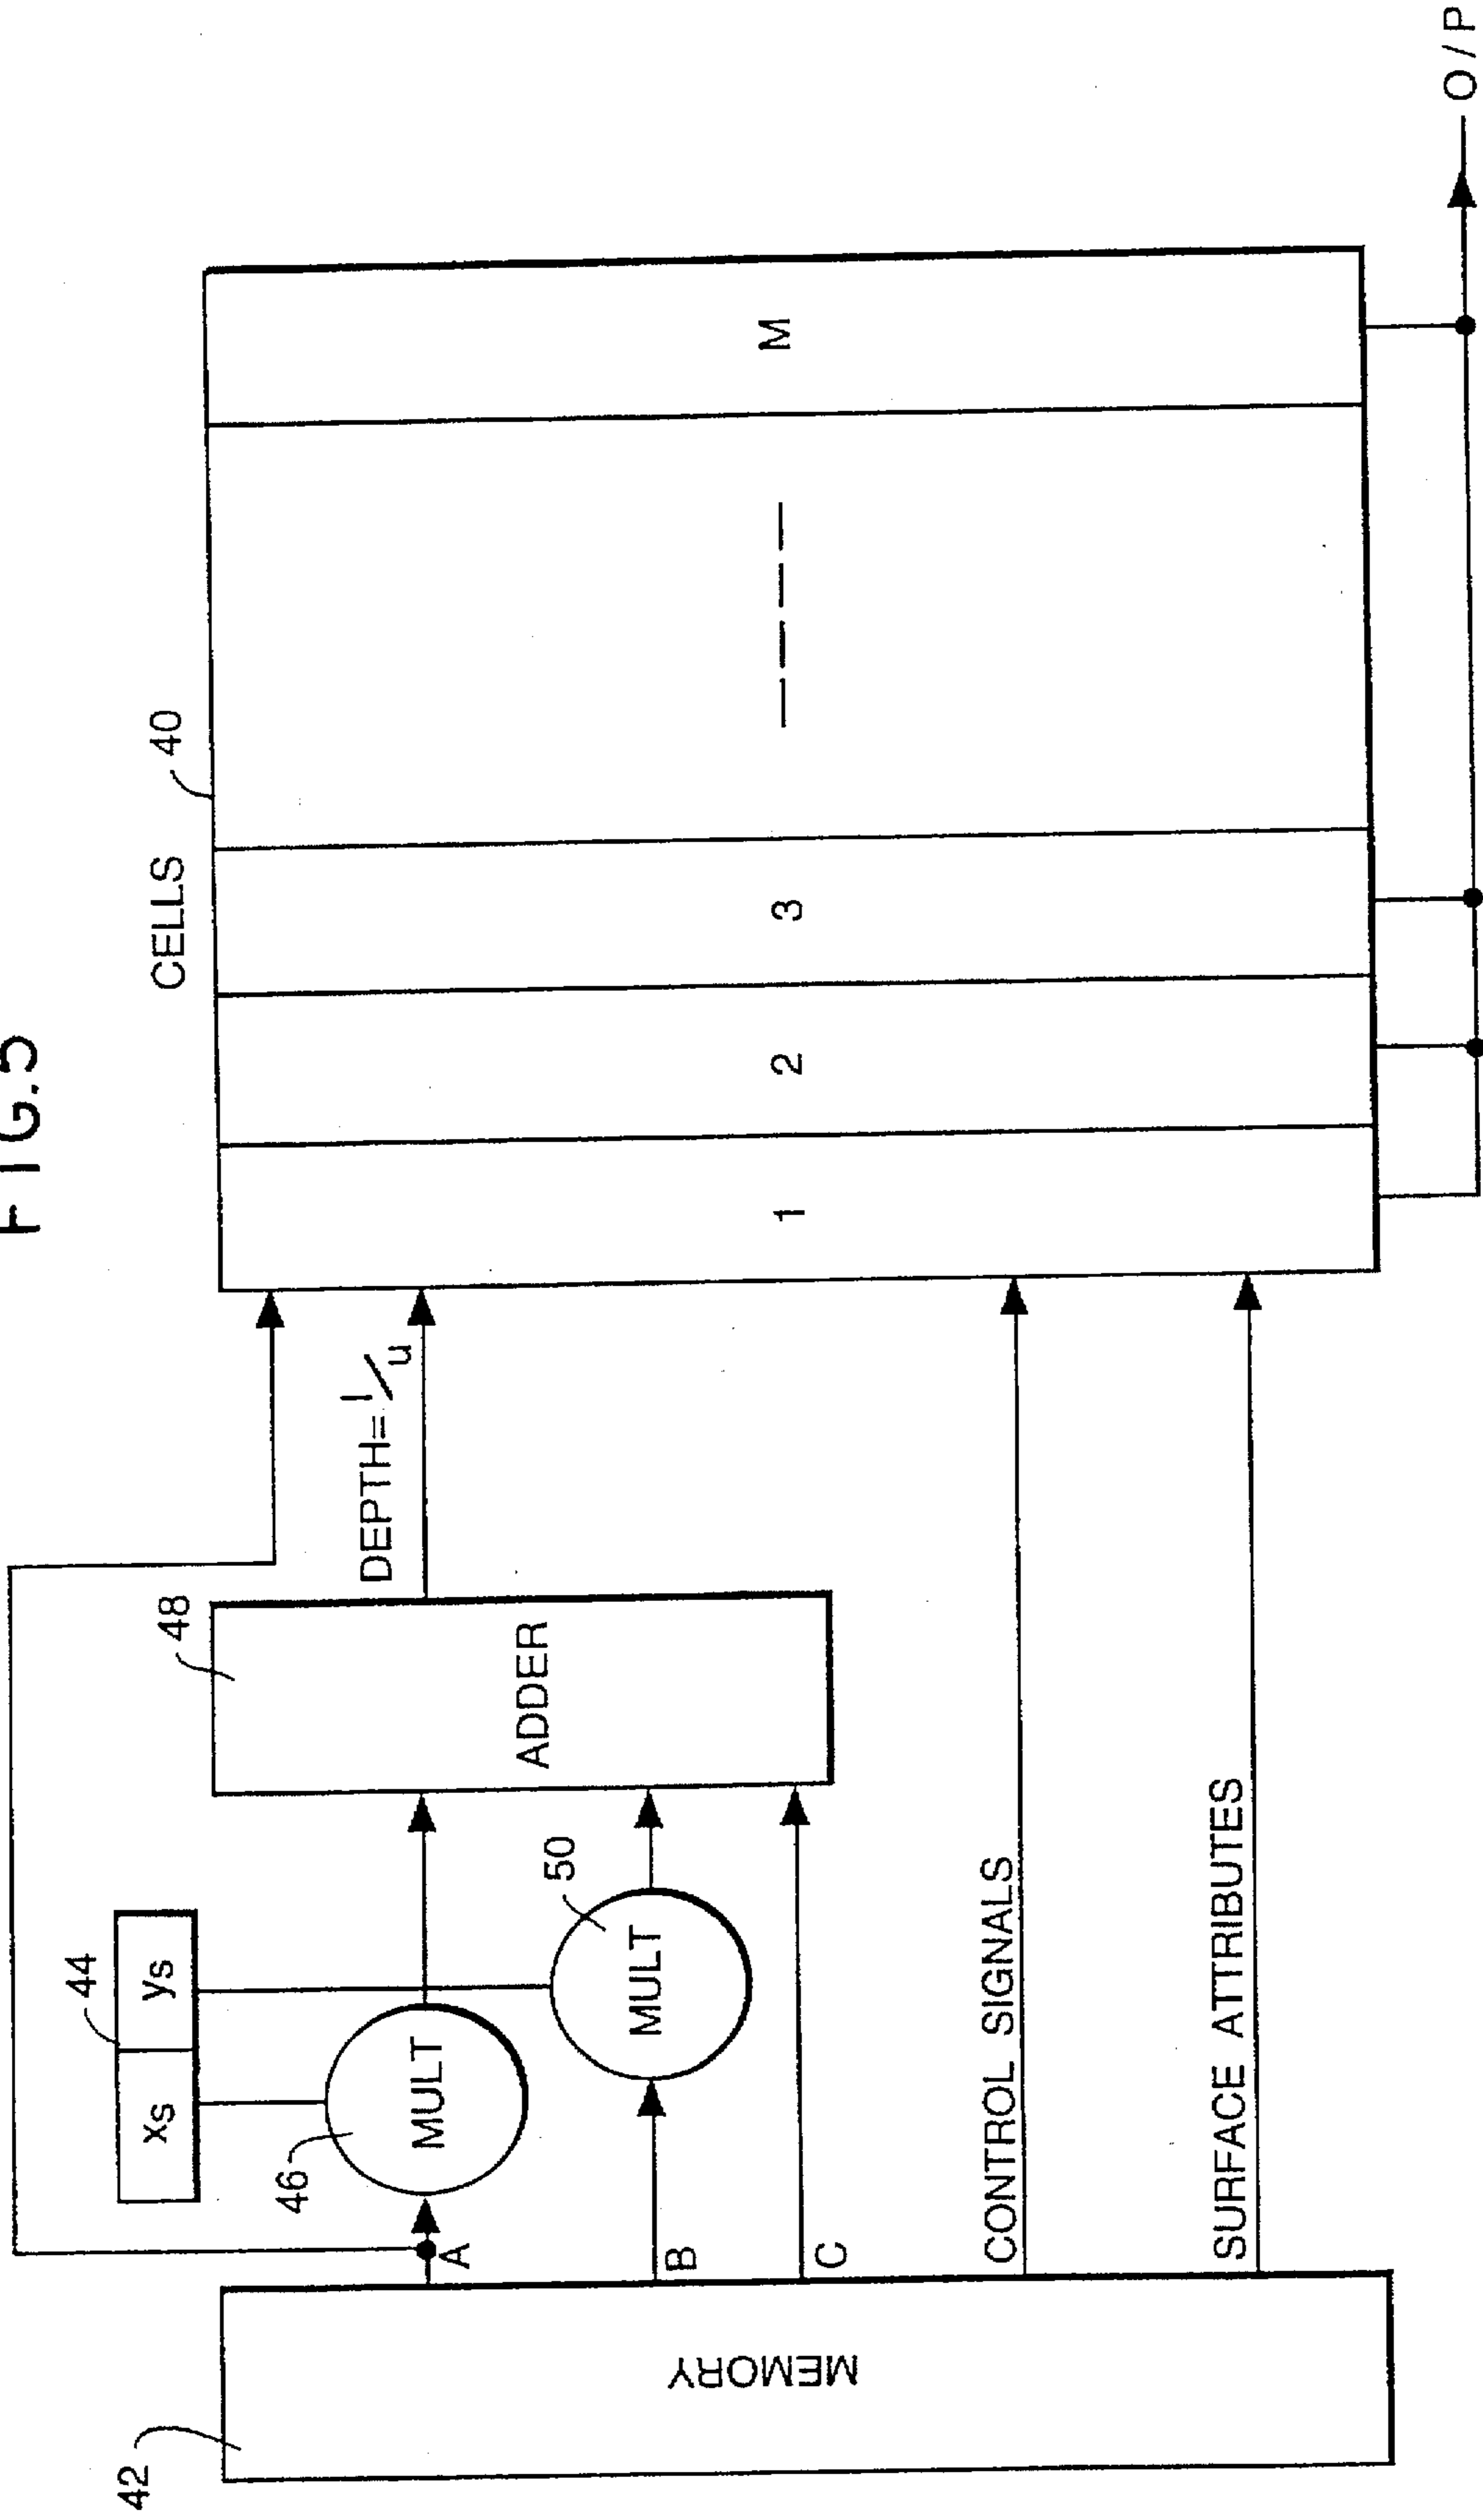 FIG.5
CELLS
40
44
48
xs
ys
46
MULT
50
MULT
ADDER
DEPTH=1/u
42
MEMORY
A
B
C
CONTROL SIGNALS
SURFACE ATTRIBUTES
1
2
3
M
O/P